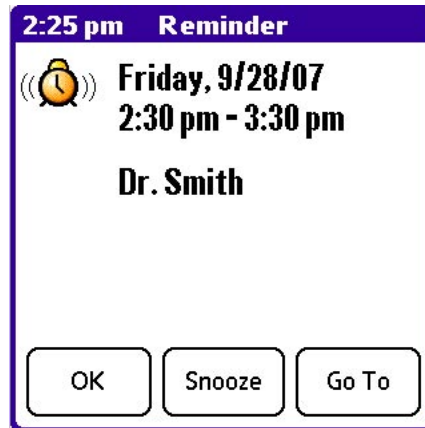 2:25 pm Reminder
Friday, 9/28/07
2:30 pm - 3:30 pm
Dr. Smith
OK Snooze Go To